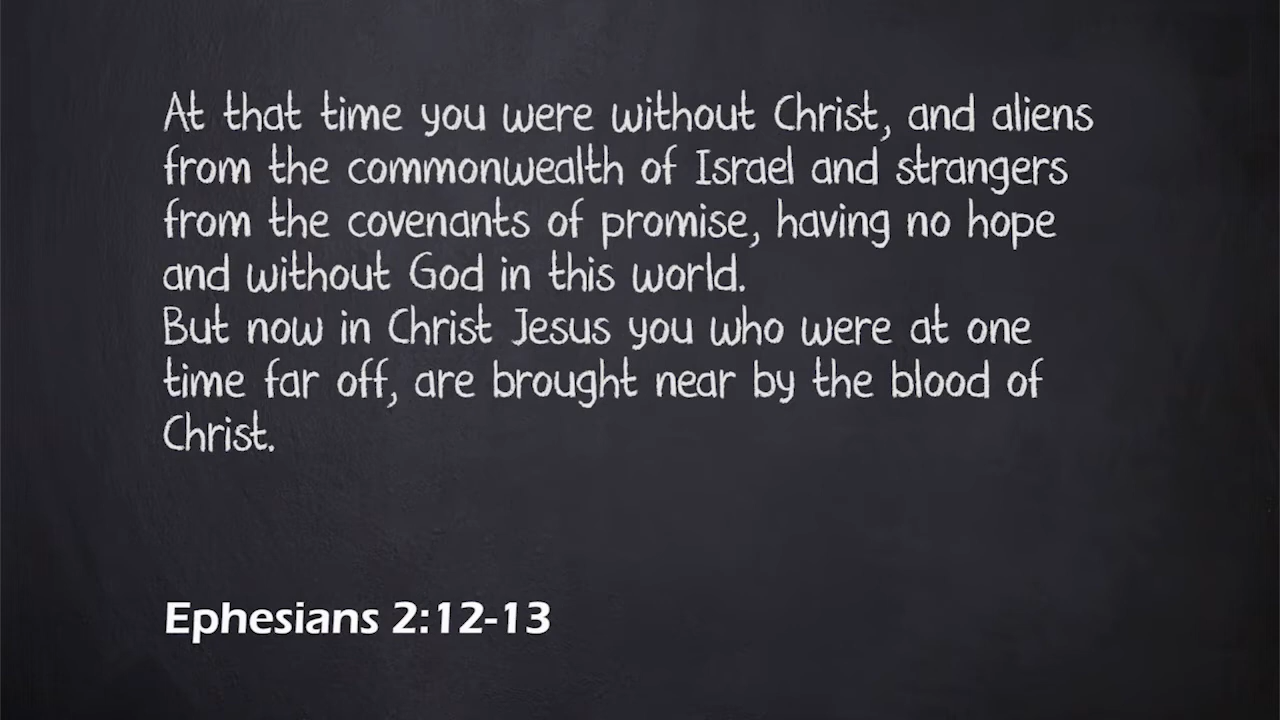 At that time you were without Christ, and aliens
from the commonwealth of Israel and strangers
from the covenants of promise, having no hope
and without God in this world.
But now in Christ Jesus you who were at one
time far off, are brought near by the blood of
Christ.
Ephesians 2:12-13